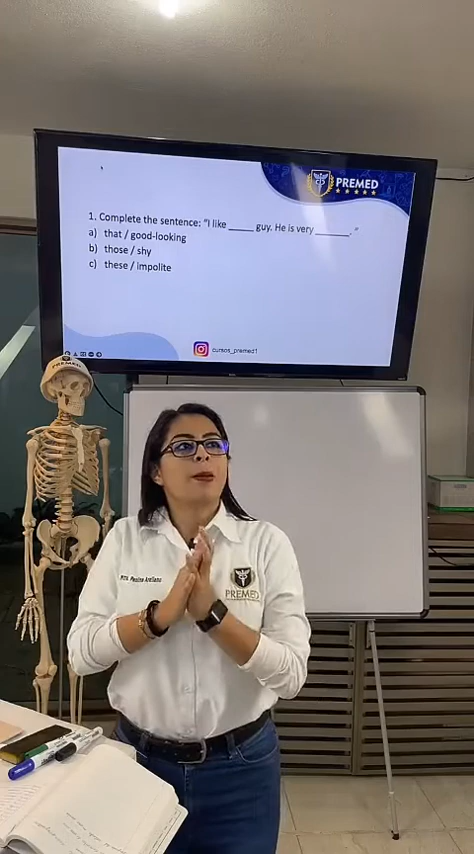 PREMED
1. Complete the sentence: "I like _____ guy. He is very _______."
a) that / good-looking
b) those / shy
c) these / impolite
cursos_premed1
PREMED
PREMED